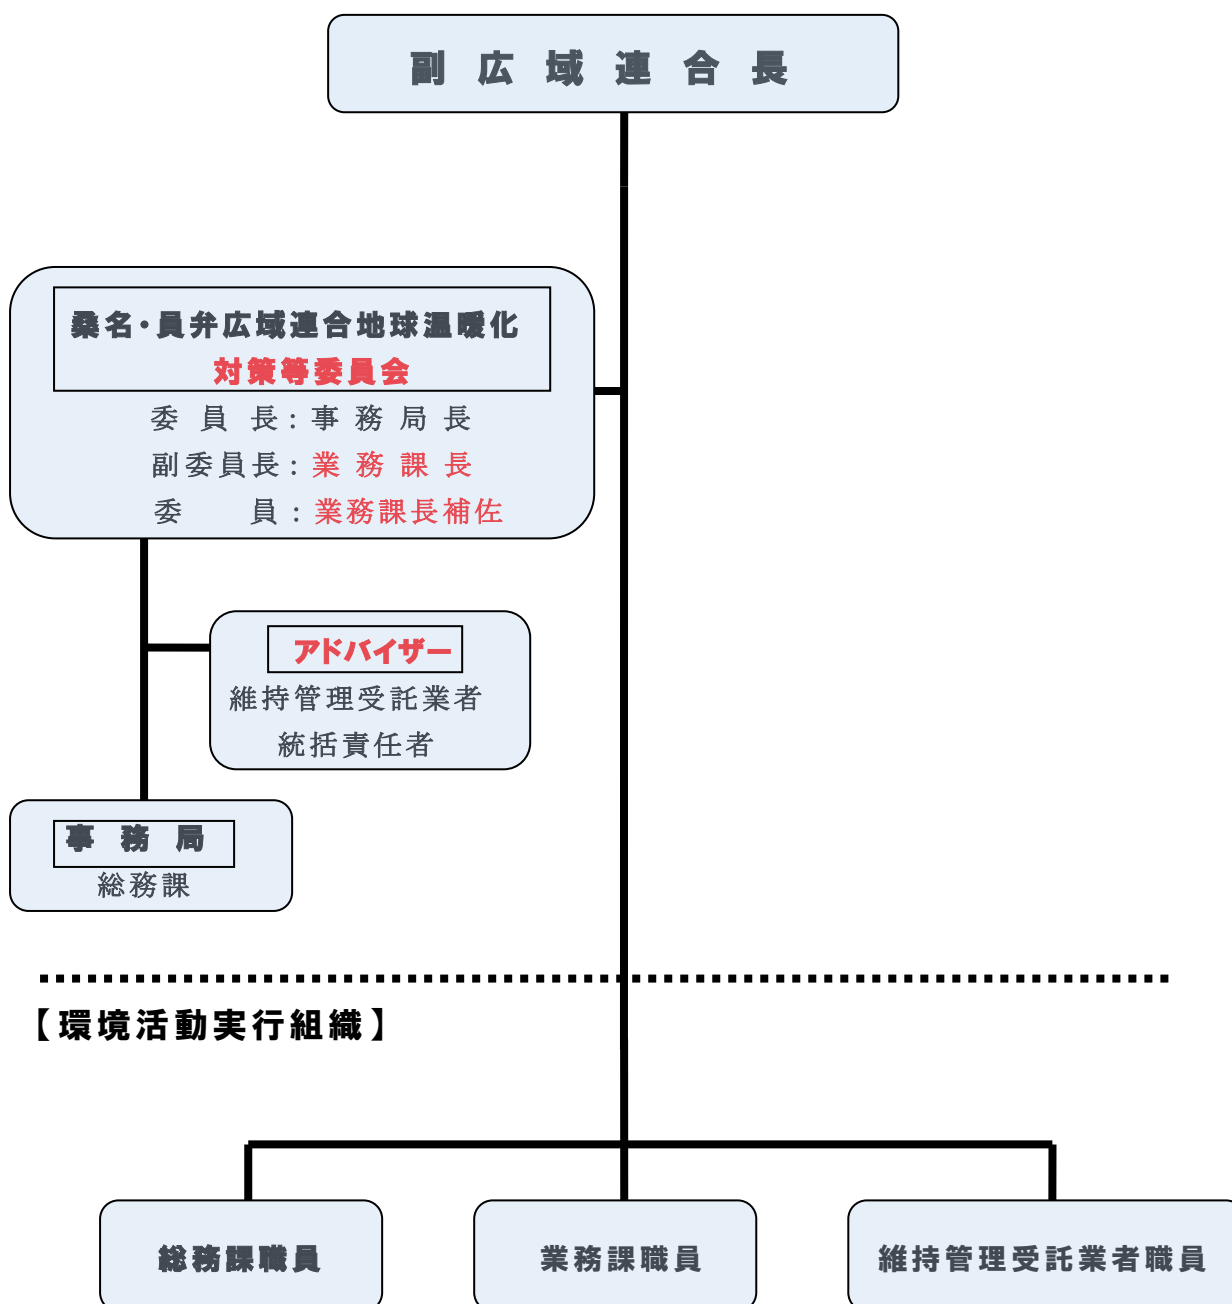 副広域連合長
桑名・員弁広域連合地球温暖化
対策等委員会
委員長：事務局長
副委員長：業務課長
委　　員：業務課長補佐
アドバイザー
維持管理受託業者
統括責任者
事務局
総務課
【環境活動実行組織】
総務課職員
業務課職員
維持管理受託業者職員